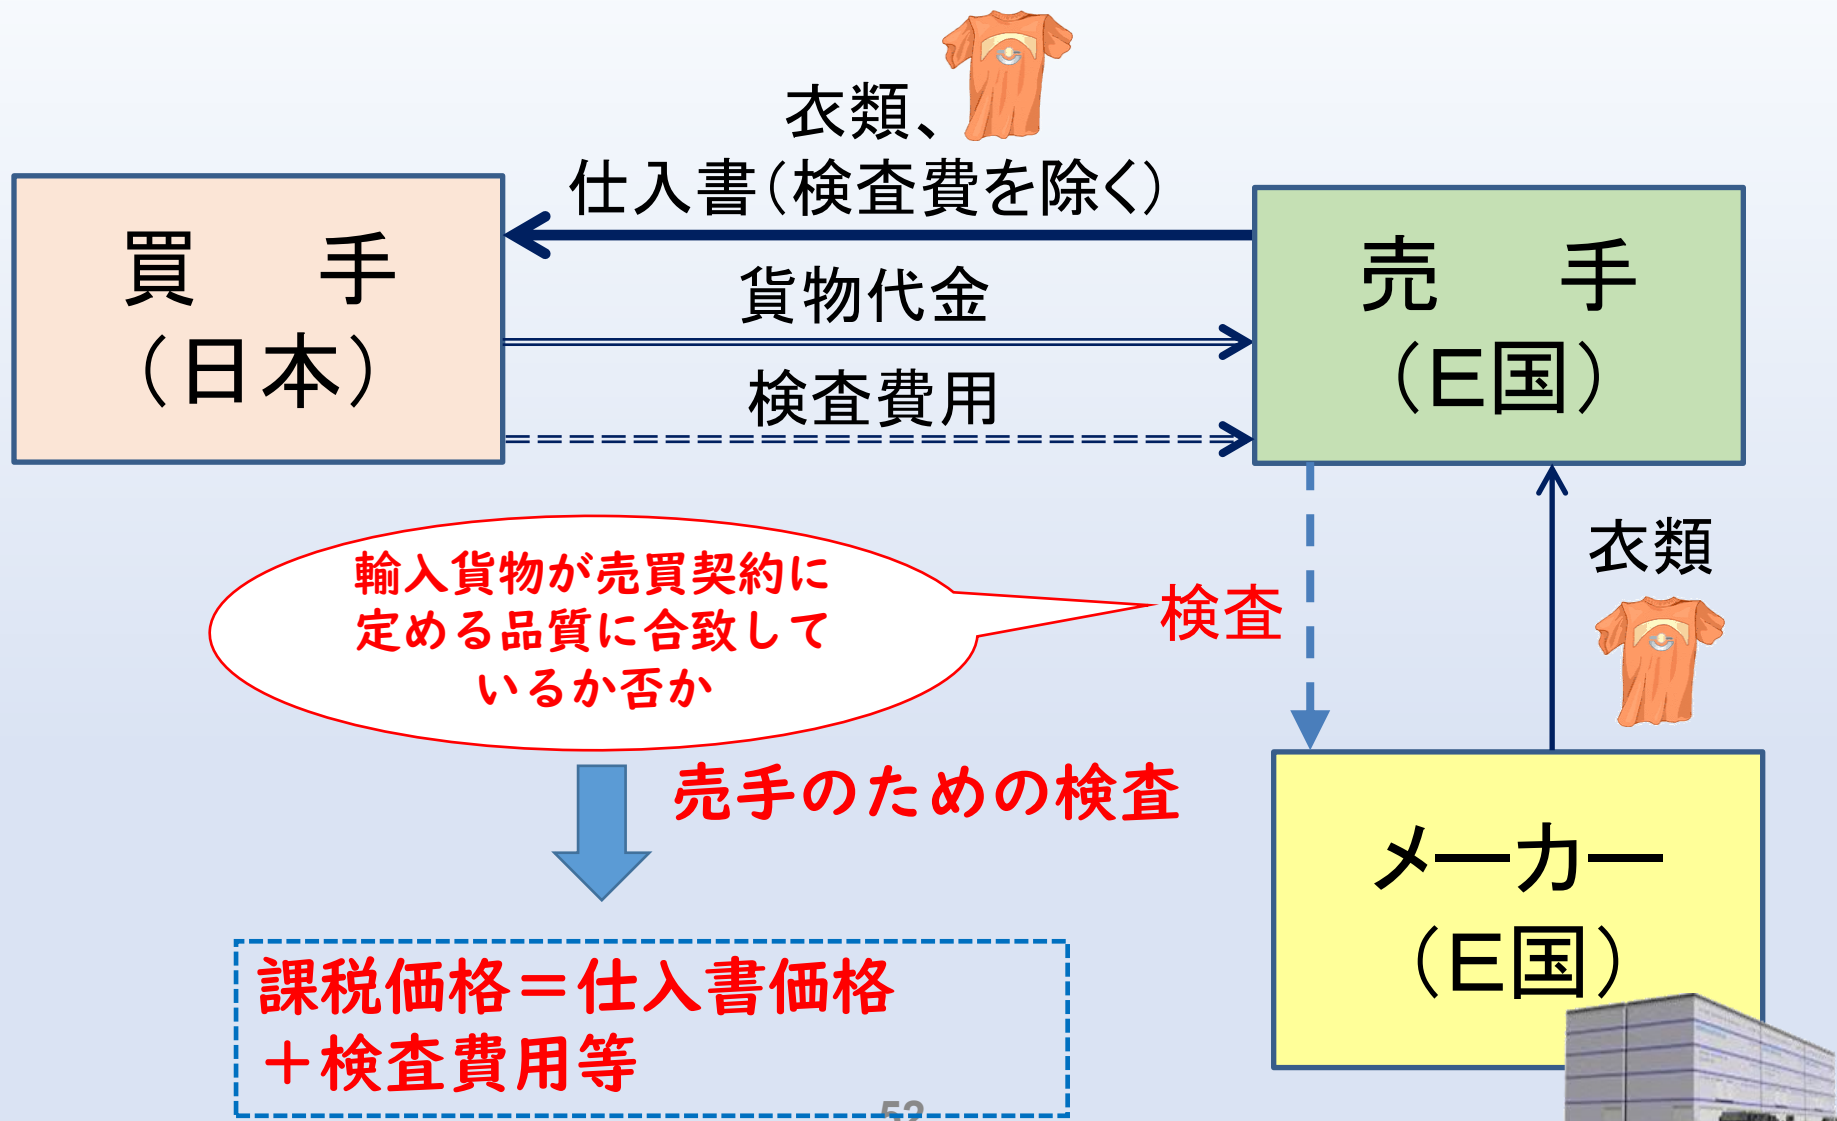 衣類、
仕入書（検査費を除く）
買　手
（日本）
売　手
（E国）
貨物代金
検査費用
衣類
検査
輸入貨物が売買契約に
定める品質に合致して
いるか否か
売手のための検査
メーカー
（E国）
課税価格＝仕入書価格
＋検査費用等